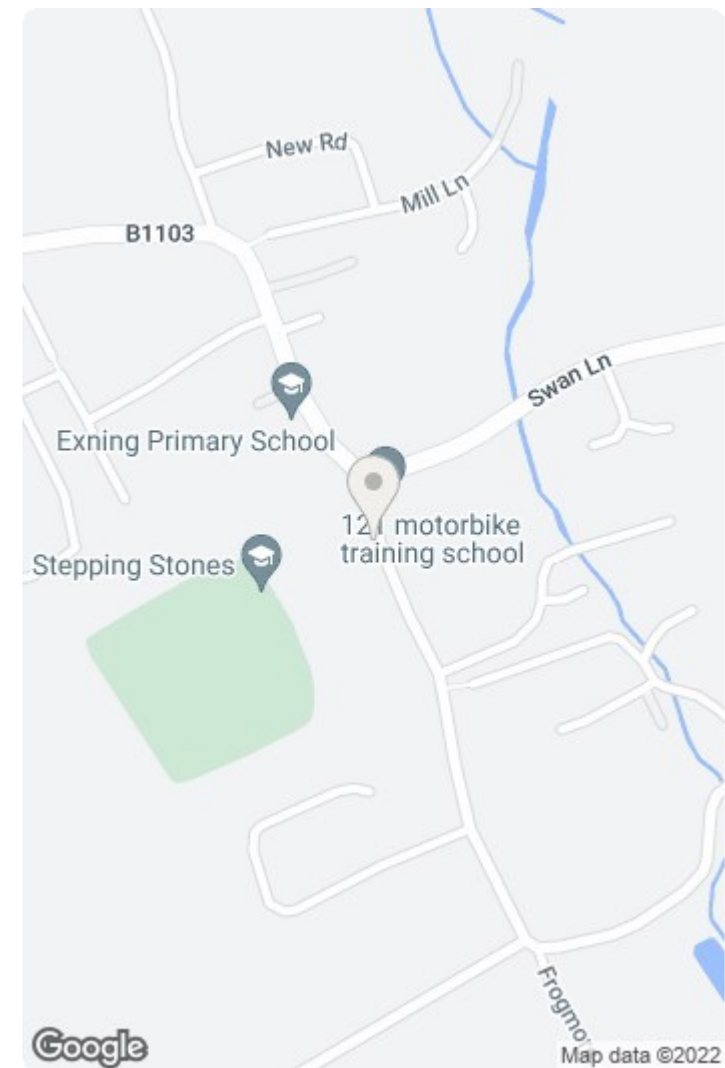 New Rd
Mill Ln
B1103
Swan Ln
Exning Primary School
121 motorbike
training school
Stepping Stones
Google
Map data ©2022